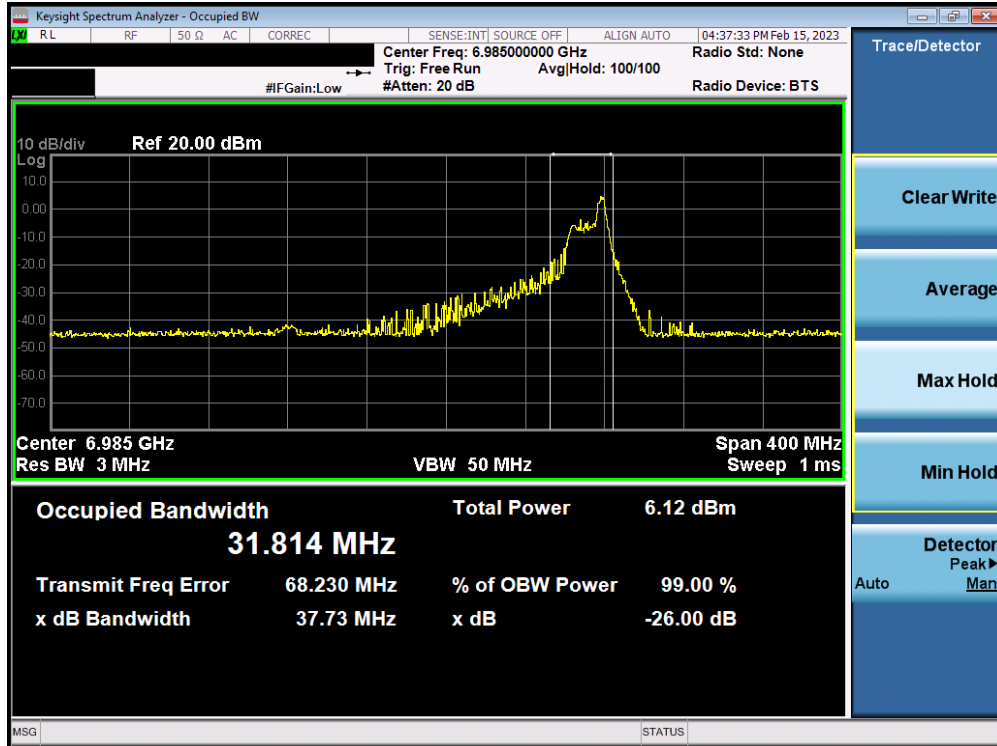 Keysight Spectrum Analyzer - Occupied BW
LXI RL RF 50 Ω AC CORREC SENSE:INT SOURCE OFF ALIGN AUTO 04:37:33 PM Feb 15, 2023
Center Freq: 6.985000000 GHz Radio Std: None
Trig: Free Run Avg|Hold: 100/100
#IFGain:Low #Atten: 20 dB Radio Device: BTS
Trace/Detector
10 dB/div Ref 20.00 dBm
Log
10.0
0.00
-10.0
-20.0
-30.0
-40.0
-50.0
-60.0
-70.0
Center 6.985 GHz Span 400 MHz
Res BW 3 MHz VBW 50 MHz Sweep 1 ms
Occupied Bandwidth Total Power 6.12 dBm
31.814 MHz
Transmit Freq Error 68.230 MHz % of OBW Power 99.00 %
x dB Bandwidth 37.73 MHz x dB -26.00 dB
Clear Write
Average
Max Hold
Min Hold
Detector
Peak▶
Auto Man
MSG STATUS